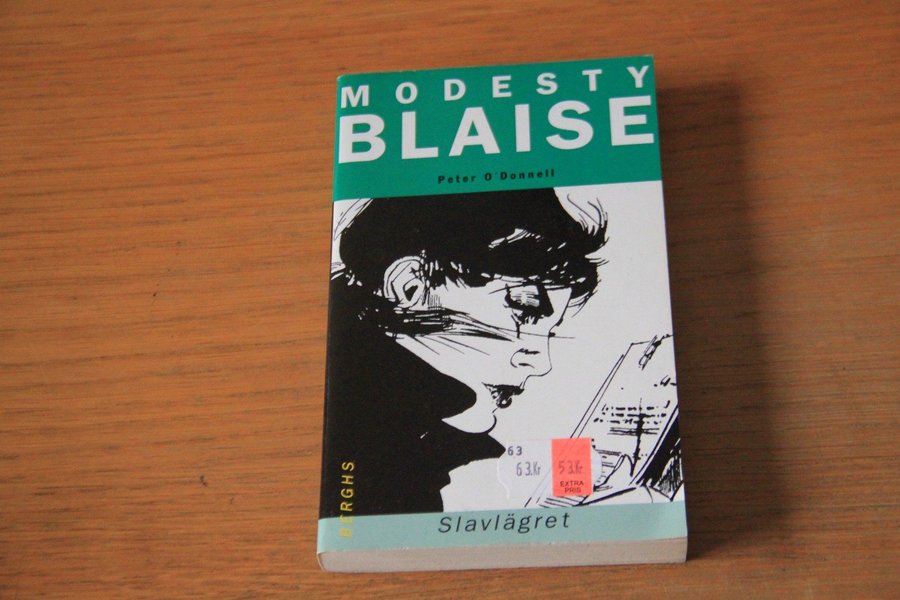 MODESTY
BLAISE
Peter O'Donnell
63
63.Kr
53.Kr
EXTRA
PRIS
BERGHS
Slavlägret